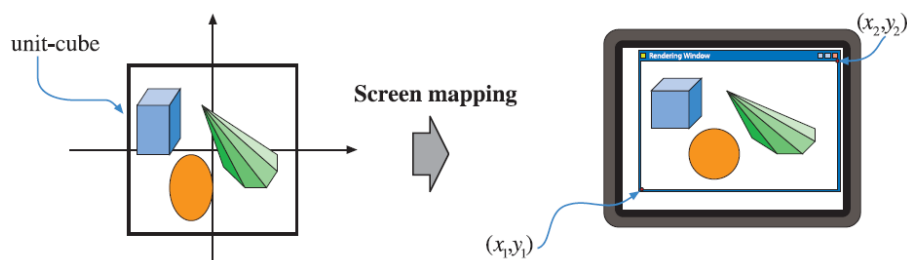 unit-cube
Screen mapping
Rendering Window
(x₂,y₂)
(x₁,y₁)